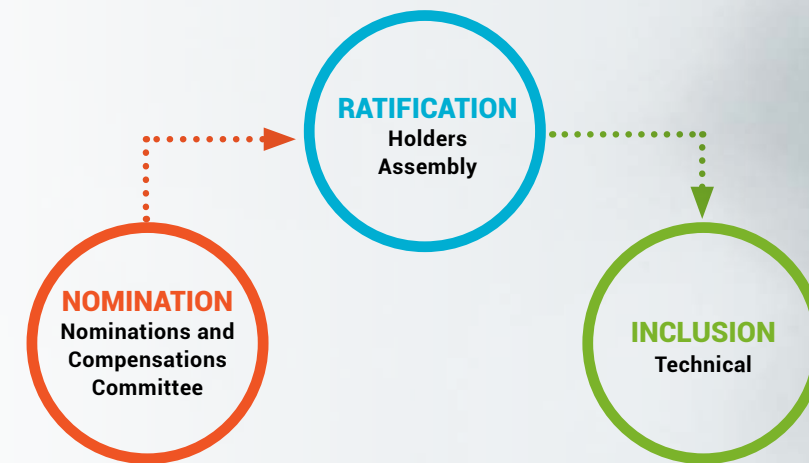 RATIFICATION
Holders
Assembly
NOMINATION
Nominations and
Compensations
Committee
INCLUSION
Technical